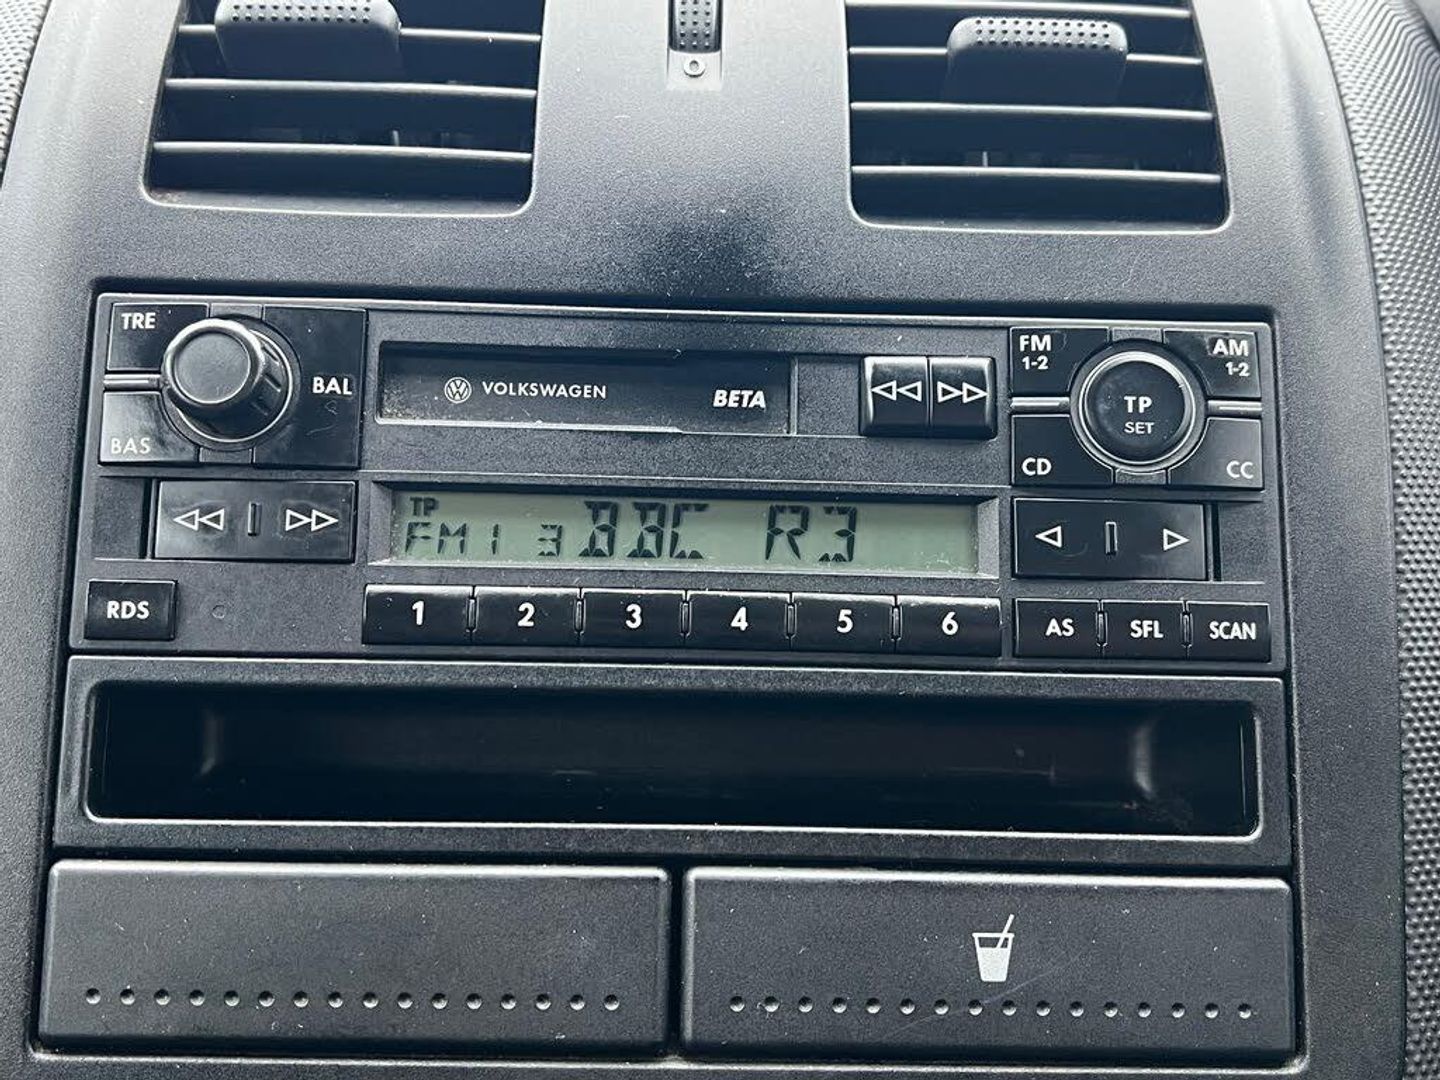 TRE
BAL
BAS
VOLKSWAGEN
BETA
FM
1-2
AM
1-2
TP
SET
CD
CC
TP
FM1 3 BBC R3
RDS
1 2 3 4 5 6
AS SFL SCAN